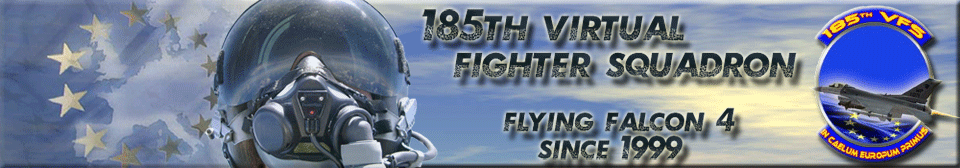 185TH VIRTUAL
FIGHTER SQUADRON
FLYING FALCON 4
SINCE 1999
185TH VFS
IN CAELUM EUROPUM PRIMUS